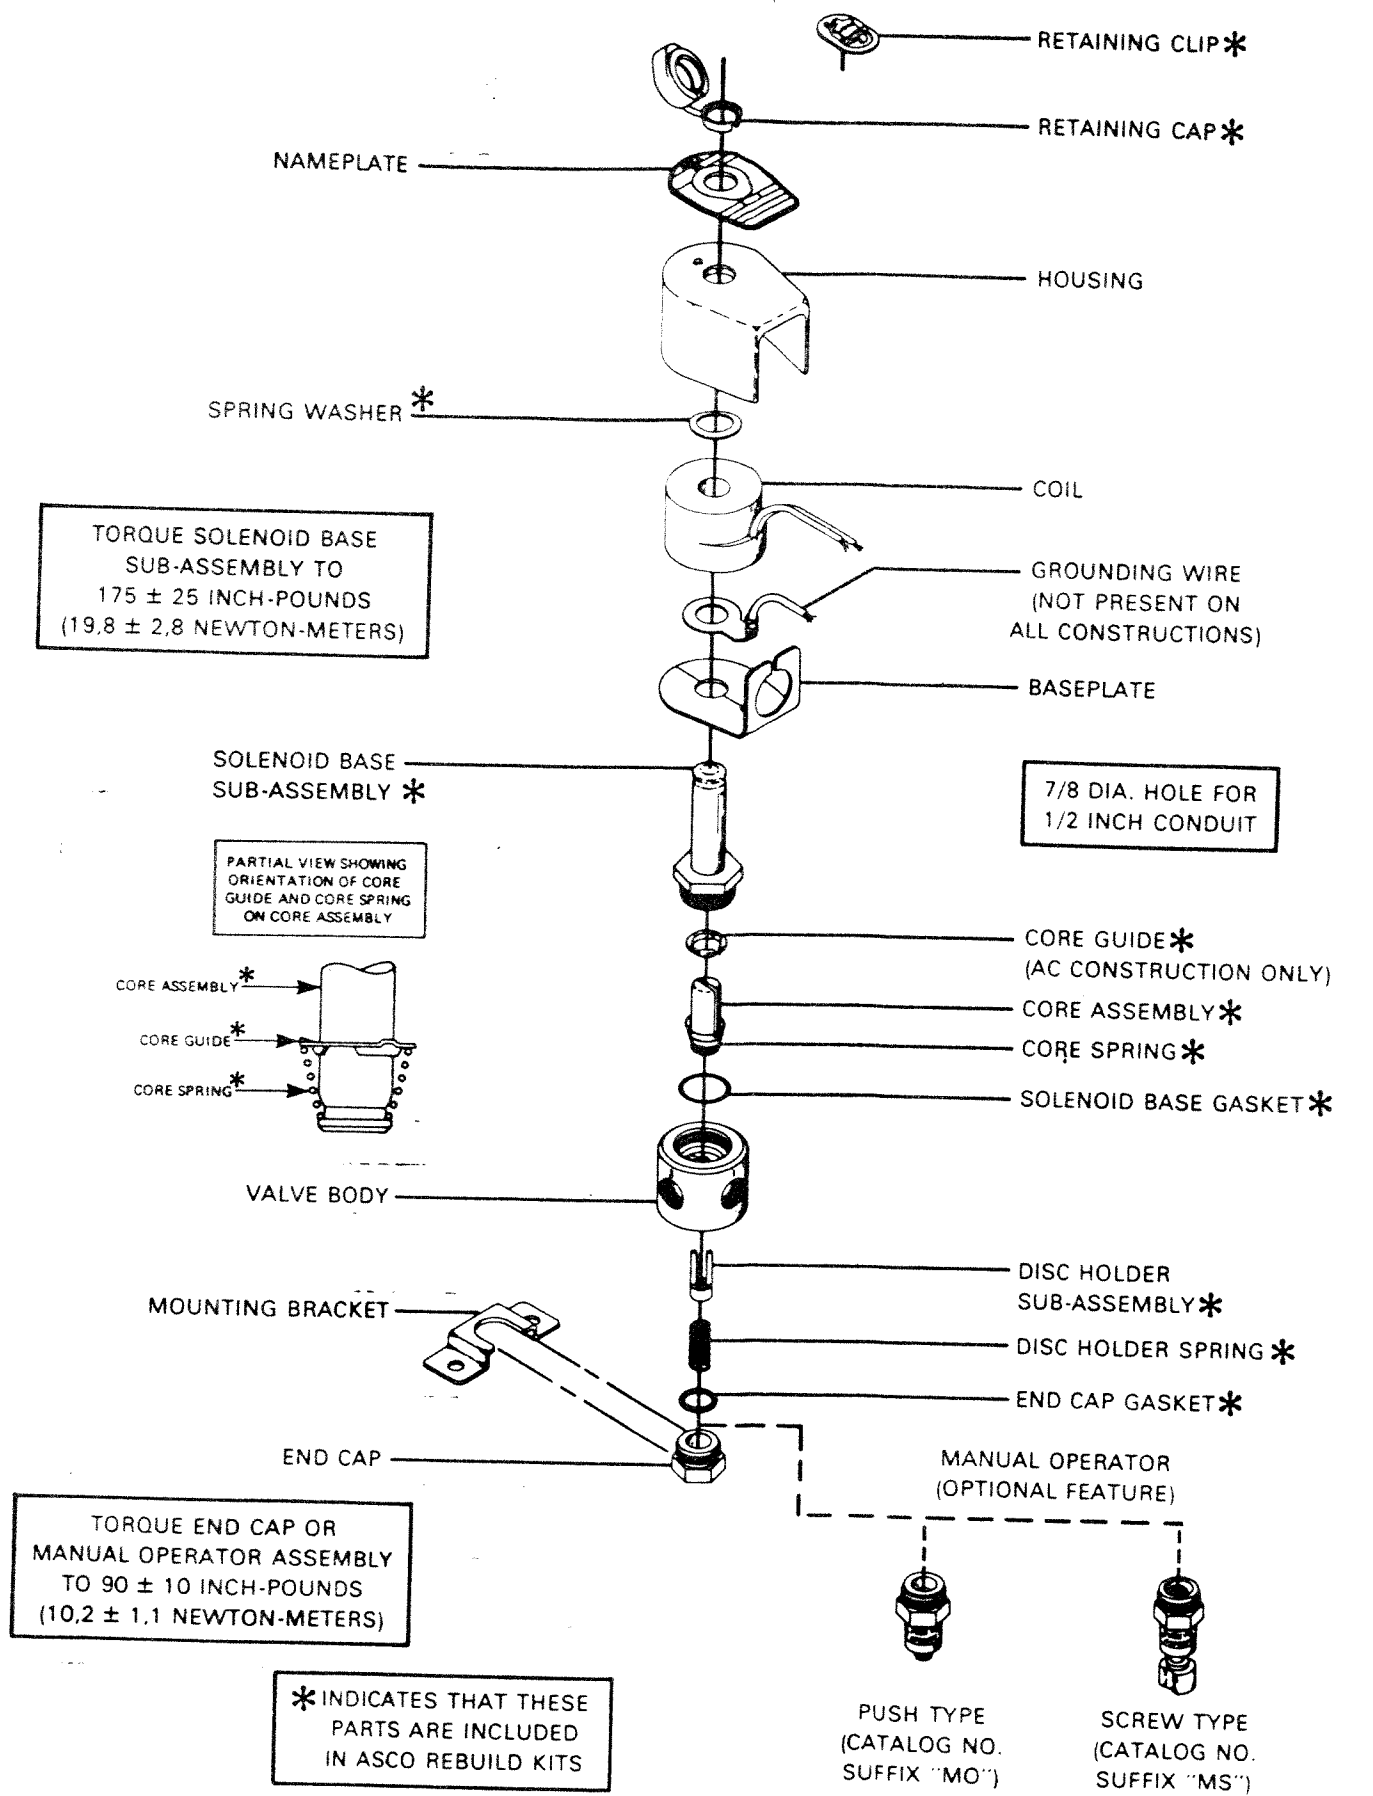 RETAINING CLIP*
RETAINING CAP*
NAMEPLATE
HOUSING
SPRING WASHER*
COIL
TORQUE SOLENOID BASE
SUB-ASSEMBLY TO
175 ± 25 INCH-POUNDS
(19,8 ± 2,8 NEWTON-METERS)
GROUNDING WIRE
(NOT PRESENT ON
ALL CONSTRUCTIONS)
BASEPLATE
SOLENOID BASE
SUB-ASSEMBLY *
7/8 DIA. HOLE FOR
1/2 INCH CONDUIT
PARTIAL VIEW SHOWING
ORIENTATION OF CORE
GUIDE AND CORE SPRING
ON CORE ASSEMBLY
CORE GUIDE*
(AC CONSTRUCTION ONLY)
CORE ASSEMBLY*
CORE ASSEMBLY*
CORE GUIDE*
CORE SPRING*
CORE SPRING*
SOLENOID BASE GASKET*
VALVE BODY
DISC HOLDER
SUB-ASSEMBLY*
MOUNTING BRACKET
DISC HOLDER SPRING*
END CAP GASKET*
END CAP
MANUAL OPERATOR
(OPTIONAL FEATURE)
TORQUE END CAP OR
MANUAL OPERATOR ASSEMBLY
TO 90 ± 10 INCH-POUNDS
(10,2 ± 1,1 NEWTON-METERS)
* INDICATES THAT THESE
PARTS ARE INCLUDED
IN ASCO REBUILD KITS
PUSH TYPE
(CATALOG NO.
SUFFIX "MO")
SCREW TYPE
(CATALOG NO.
SUFFIX "MS")